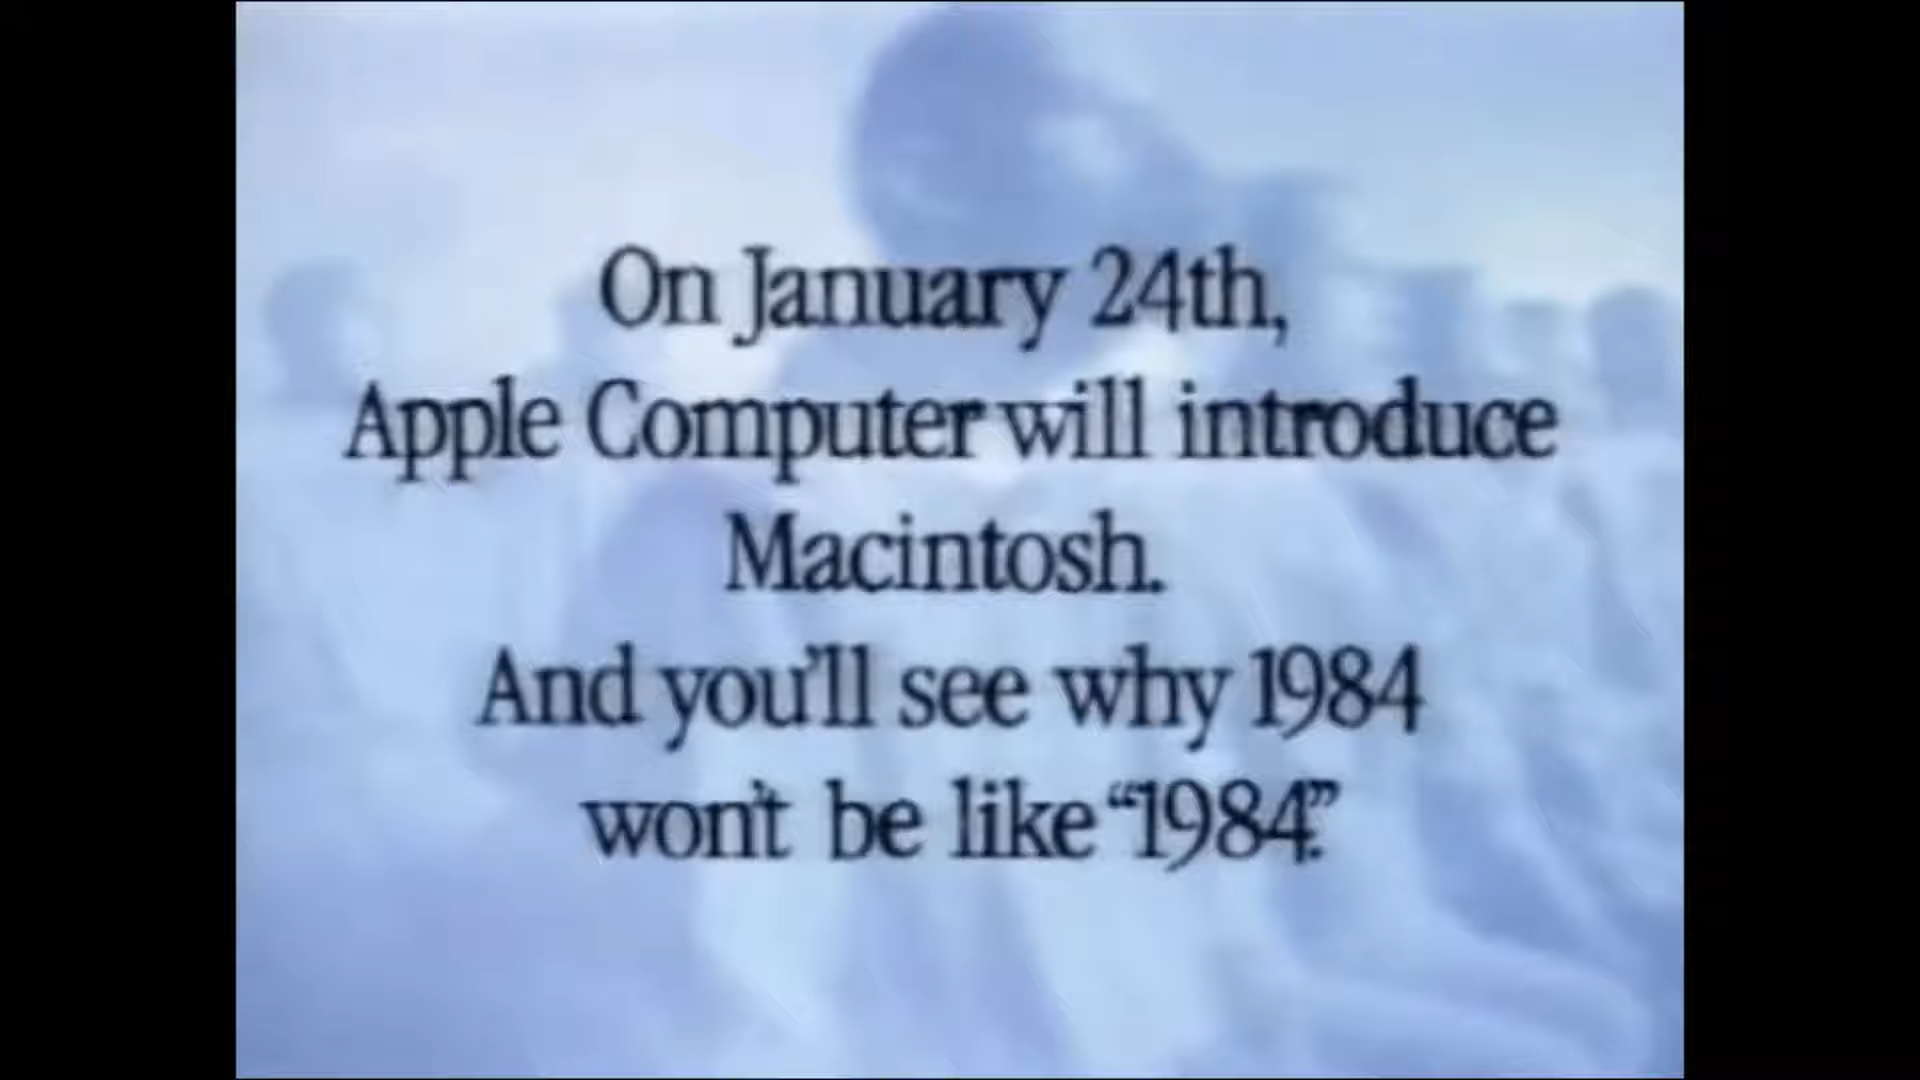 On January 24th,
Apple Computer will introduce
Macintosh.
And you'll see why 1984
won't be like “1984.”